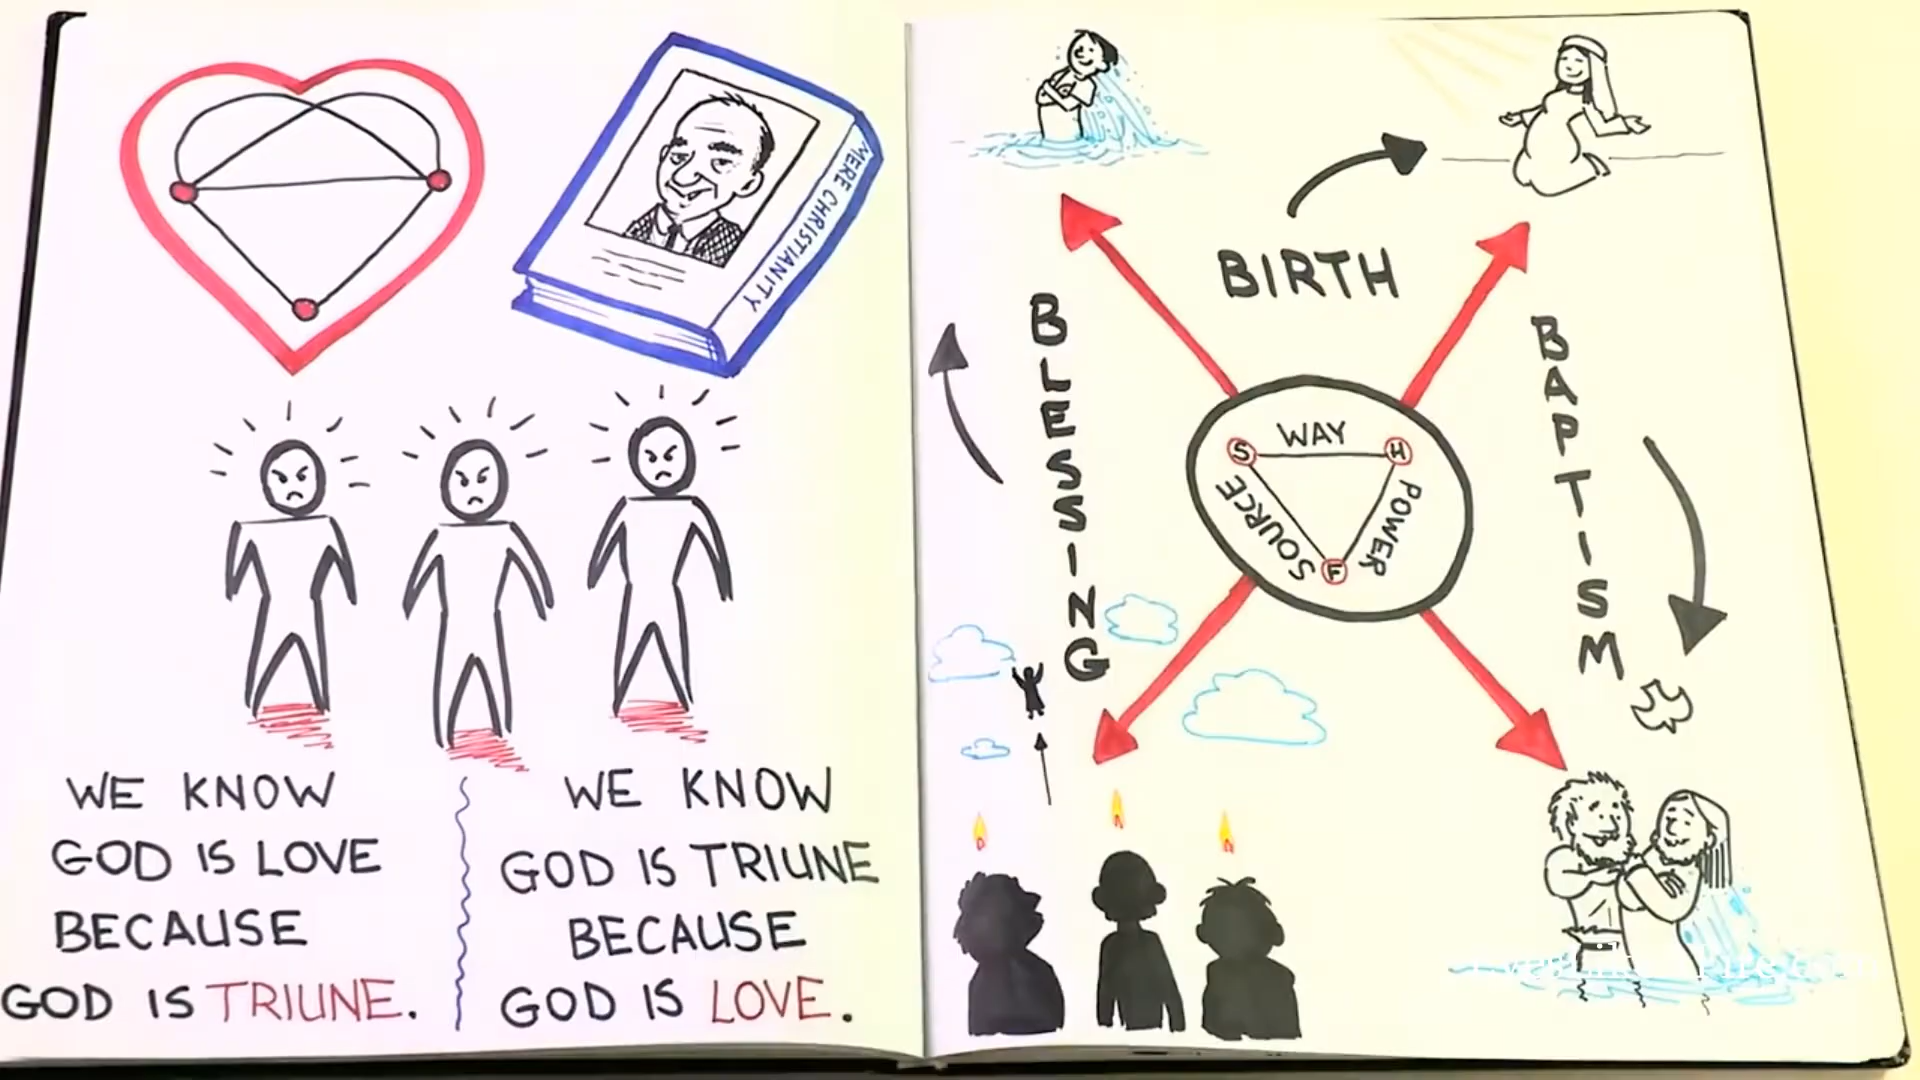 MERE CHRISTIANITY
WE KNOW
GOD IS LOVE
BECAUSE
GOD IS TRIUNE.
WE KNOW
GOD IS TRIUNE
BECAUSE
GOD IS LOVE.
BIRTH
BLESSING
BAPTISM
S
WAY
H
SOURCE
POWER
F